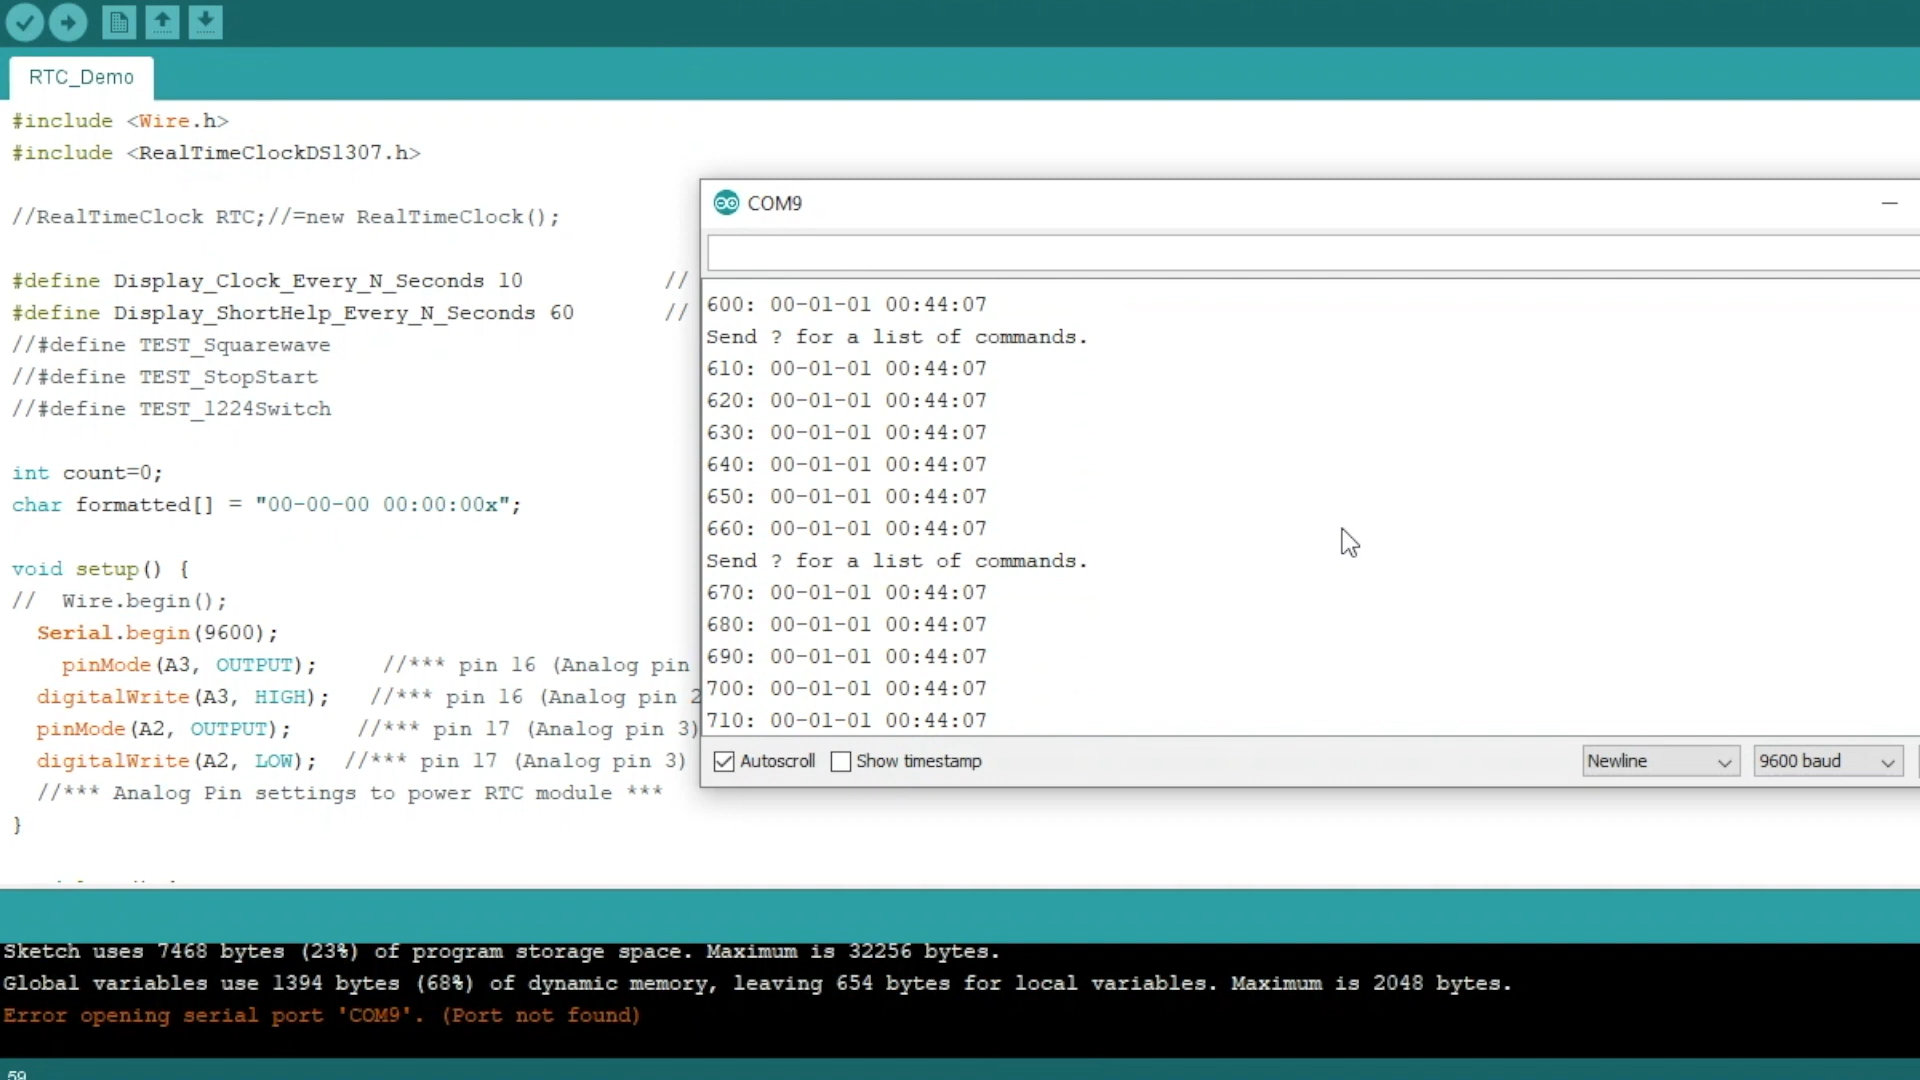 RTC_Demo
#include <Wire.h>
#include <RealTimeClockDS1307.h>
//RealTimeClock RTC;//=new RealTimeClock();
#define Display_Clock_Every_N_Seconds 10 //
#define Display_ShortHelp_Every_N_Seconds 60 //
//#define TEST_Squarewave
//#define TEST_StopStart
//#define TEST_1224Switch
int count=0;
char formatted[] = "00-00-00 00:00:00x";
void setup() {
// Wire.begin();
Serial.begin(9600);
pinMode(A3, OUTPUT); //*** pin 16 (Analog pin
digitalWrite(A3, HIGH); //*** pin 16 (Analog pin 2
pinMode(A2, OUTPUT); //*** pin 17 (Analog pin 3)
digitalWrite(A2, LOW); //*** pin 17 (Analog pin 3)
//*** Analog Pin settings to power RTC module ***
}
COM9
600: 00-01-01 00:44:07
Send ? for a list of commands.
610: 00-01-01 00:44:07
620: 00-01-01 00:44:07
630: 00-01-01 00:44:07
640: 00-01-01 00:44:07
650: 00-01-01 00:44:07
660: 00-01-01 00:44:07
Send ? for a list of commands.
670: 00-01-01 00:44:07
680: 00-01-01 00:44:07
690: 00-01-01 00:44:07
700: 00-01-01 00:44:07
710: 00-01-01 00:44:07
Autoscroll Show timestamp Newline 9600 baud
Sketch uses 7468 bytes (23%) of program storage space. Maximum is 32256 bytes.
Global variables use 1394 bytes (68%) of dynamic memory, leaving 654 bytes for local variables. Maximum is 2048 bytes.
Error opening serial port 'COM9'. (Port not found)
59